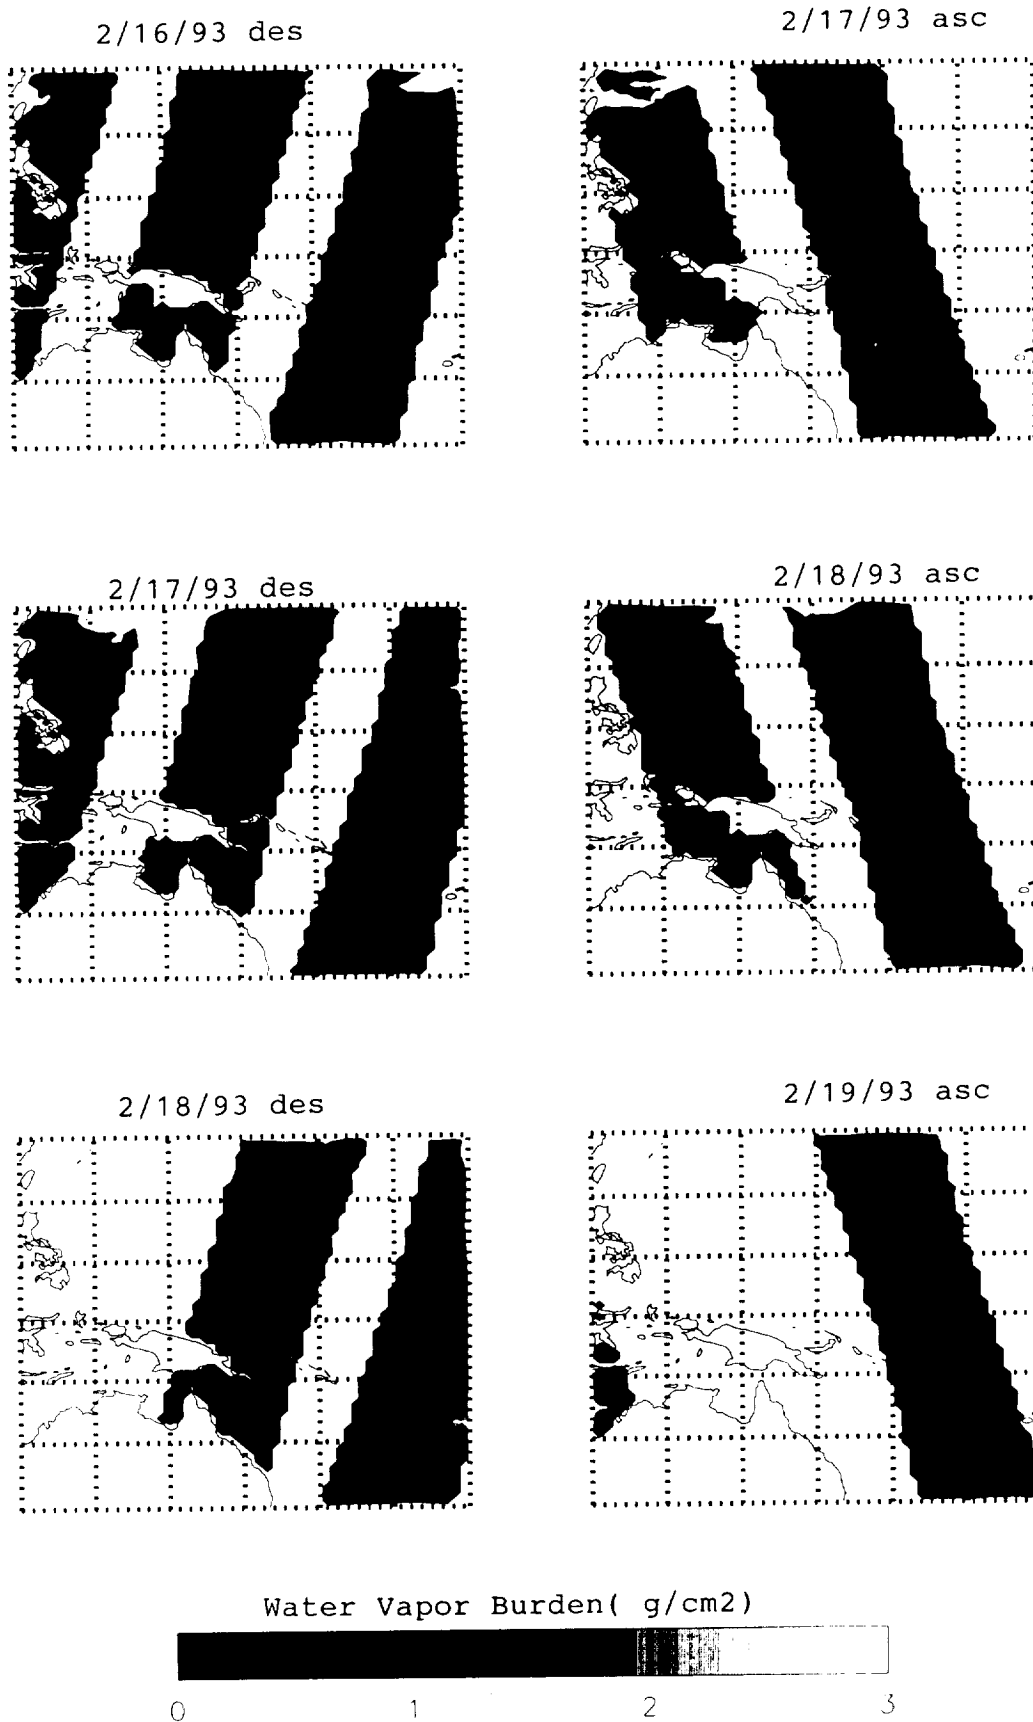 2/16/93 des
2/17/93 asc
2/17/93 des
2/18/93 asc
2/18/93 des
2/19/93 asc
Water Vapor Burden( g/cm2)
0 1 2 3